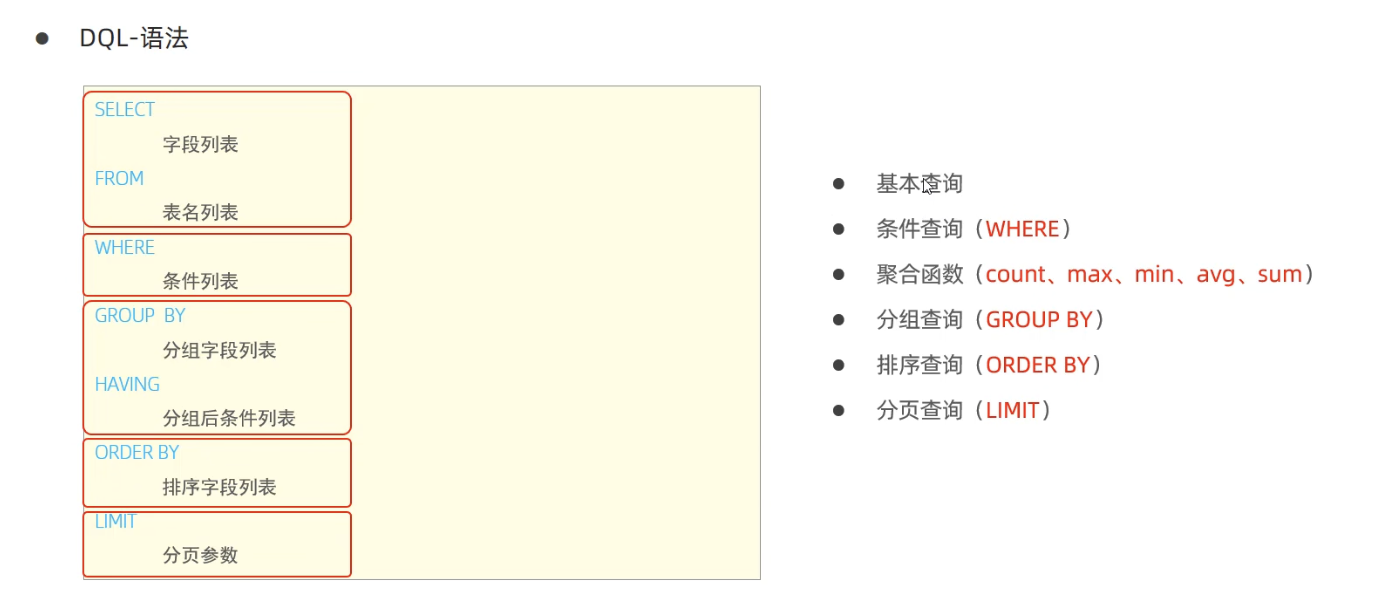 DQL-语法
SELECT
字段列表
FROM
表名列表
WHERE
条件列表
GROUP BY
分组字段列表
HAVING
分组后条件列表
ORDER BY
排序字段列表
LIMIT
分页参数
基本查询
条件查询（WHERE）
聚合函数（count、max、min、avg、sum）
分组查询（GROUP BY）
排序查询（ORDER BY）
分页查询（LIMIT）